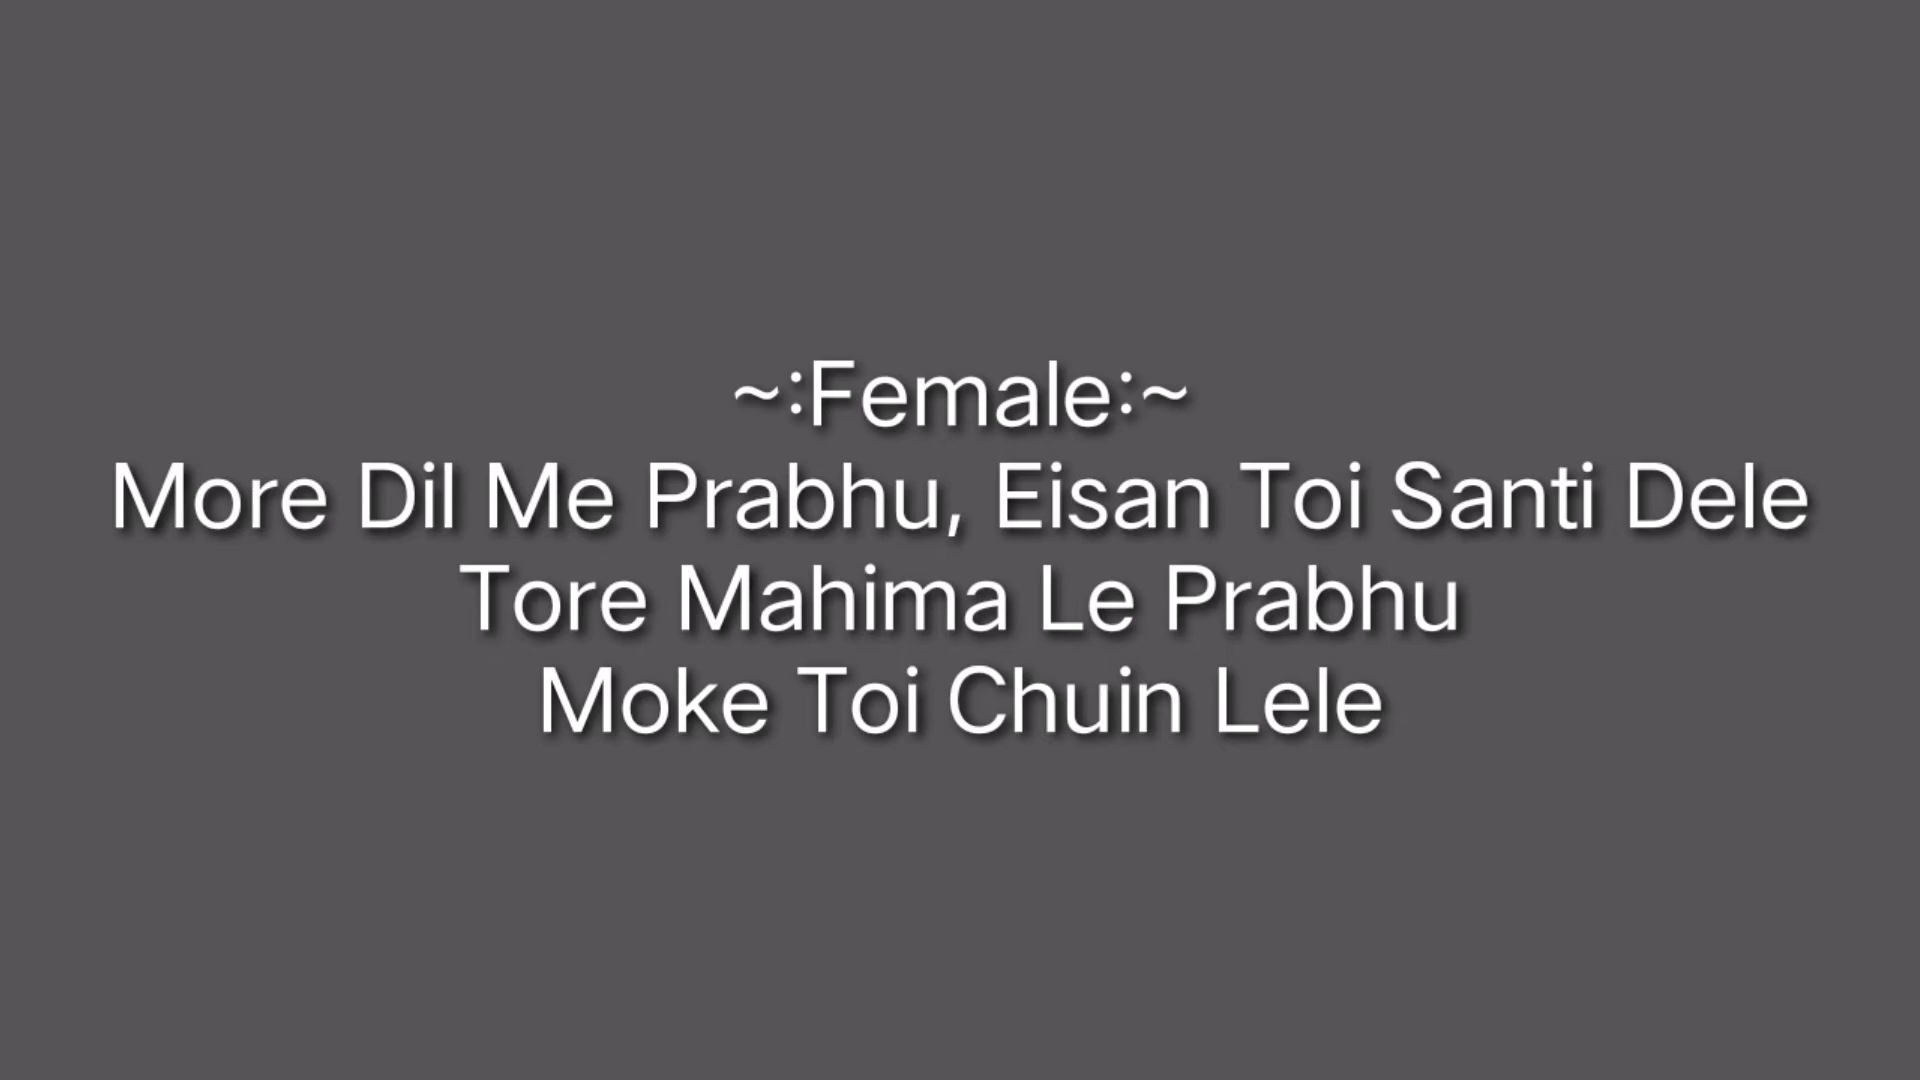 ~:Female:~
More Dil Me Prabhu, Eisan Toi Santi Dele
Tore Mahima Le Prabhu
Moke Toi Chuin Lele